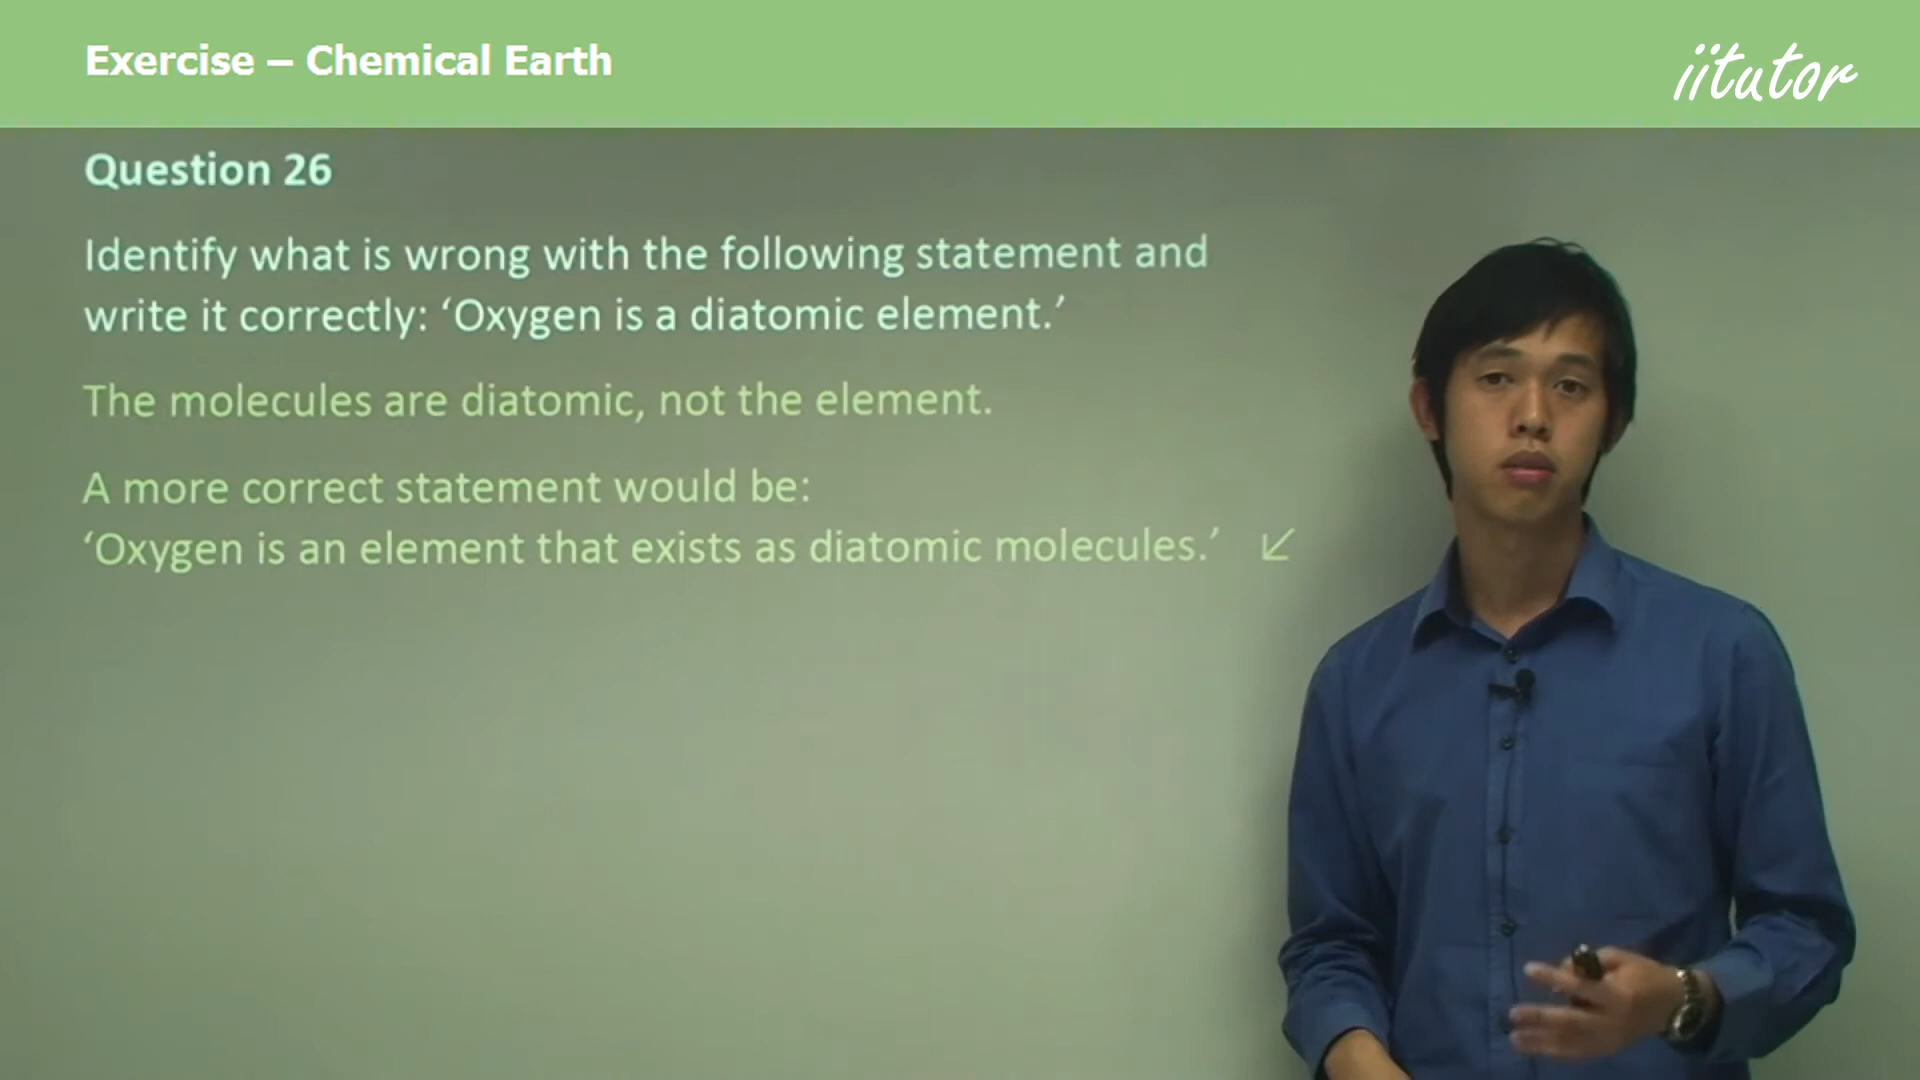 Exercise – Chemical Earth
iitutor
Question 26
Identify what is wrong with the following statement and
write it correctly: ‘Oxygen is a diatomic element.’
The molecules are diatomic, not the element.
A more correct statement would be:
‘Oxygen is an element that exists as diatomic molecules.’